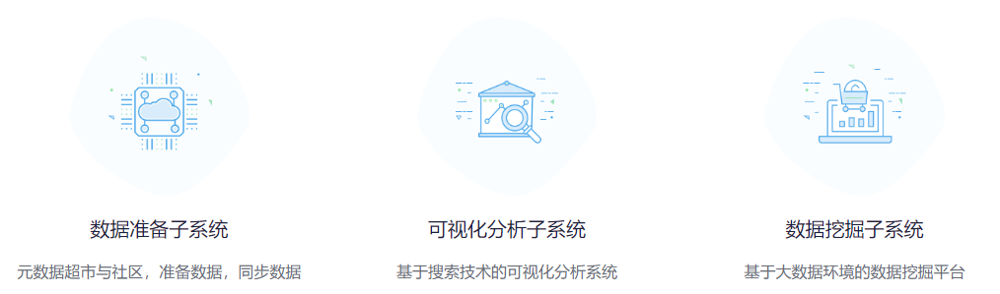 数据准备子系统
可视化分析子系统
数据挖掘子系统
元数据超市与社区，准备数据，同步数据
基于搜索技术的可视化分析系统
基于大数据环境的数据挖掘平台